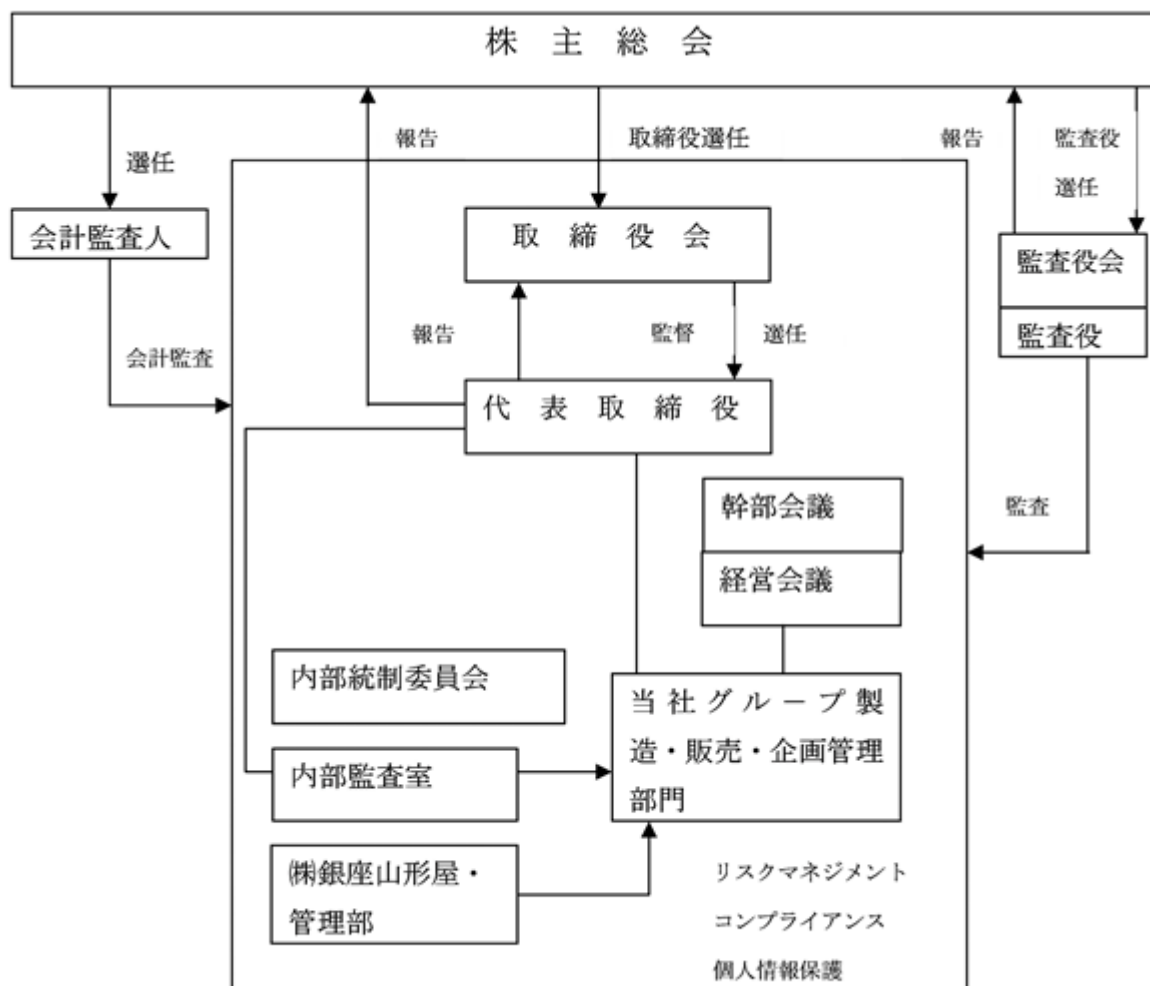 株主総会
選任
報告
取締役選任
報告
監査役
選任
会計監査人
取締役会
監査役会
監査役
報告
監督
選任
会計監査
代表取締役
幹部会議
経営会議
監査
内部統制委員会
当社グループ製
造・販売・企画管理
部門
内部監査室
㈱銀座山形屋・
管理部
リスクマネジメント
コンプライアンス
個人情報保護